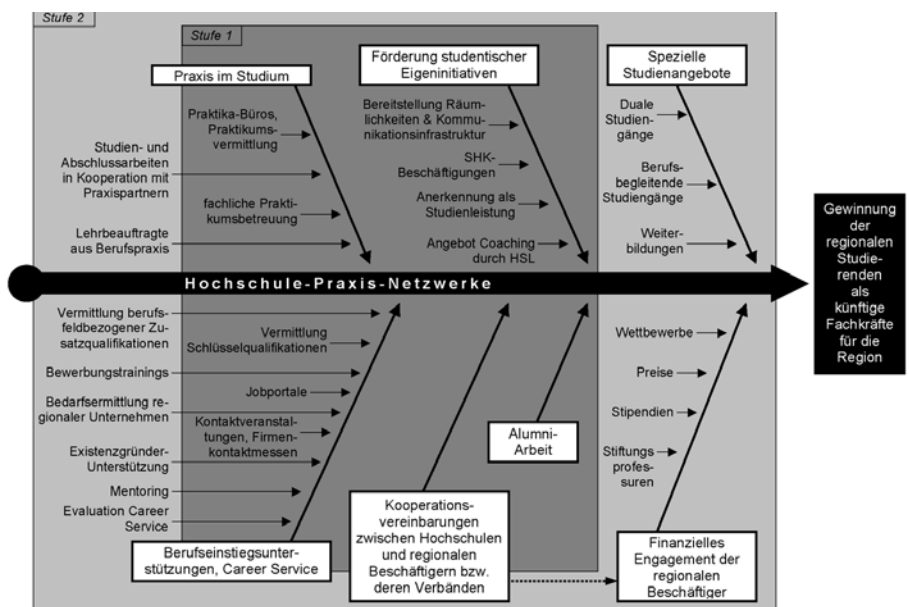 Stufe 2
Stufe 1
Praxis im Studium
Praktika-Büros,
Praktikums-
vermittlung
Studien- und
Abschlussarbeiten
in Kooperation mit
Praxispartnern
fachliche Prakti-
kumsbetreuung
Lehrbeauftragte
aus Berufspraxis
Förderung studentischer
Eigeninitiativen
Bereitstellung Räum-
lichkeiten & Kommu-
nikationsinfrastruktur
SHK-
Beschäftigungen
Anerkennung als
Studienleistung
Angebot Coaching
durch HSL
Spezielle
Studienangebote
Duale
Studien-
gänge
Berufs-
begleitende
Studiengänge
Weiter-
bildungen
Hochschule-Praxis-Netzwerke
Gewinnung
der
regionalen
Studie-
renden
als
künftige
Fachkräfte
für die
Region
Vermittlung berufs-
feldbezogener Zu-
satzqualifikationen
Vermittlung
Schlüsselqualifikationen
Bewerbungstrainings
Jobportale
Bedarfsermittlung re-
gionaler Unternehmen
Kontaktveranstal-
tungen, Firmen-
kontaktmessen
Existenzgründer-
Unterstützung
Mentoring
Evaluation Career
Service
Berufseinstiegsunter-
stützungen, Career Service
Kooperations-
vereinbarungen
zwischen Hochschulen
und regionalen
Beschäftigern bzw.
deren Verbänden
Alumni-
Arbeit
Wettbewerbe
Preise
Stipendien
Stiftungs
profes-
suren
Finanzielles
Engagement der
regionalen
Beschäftiger